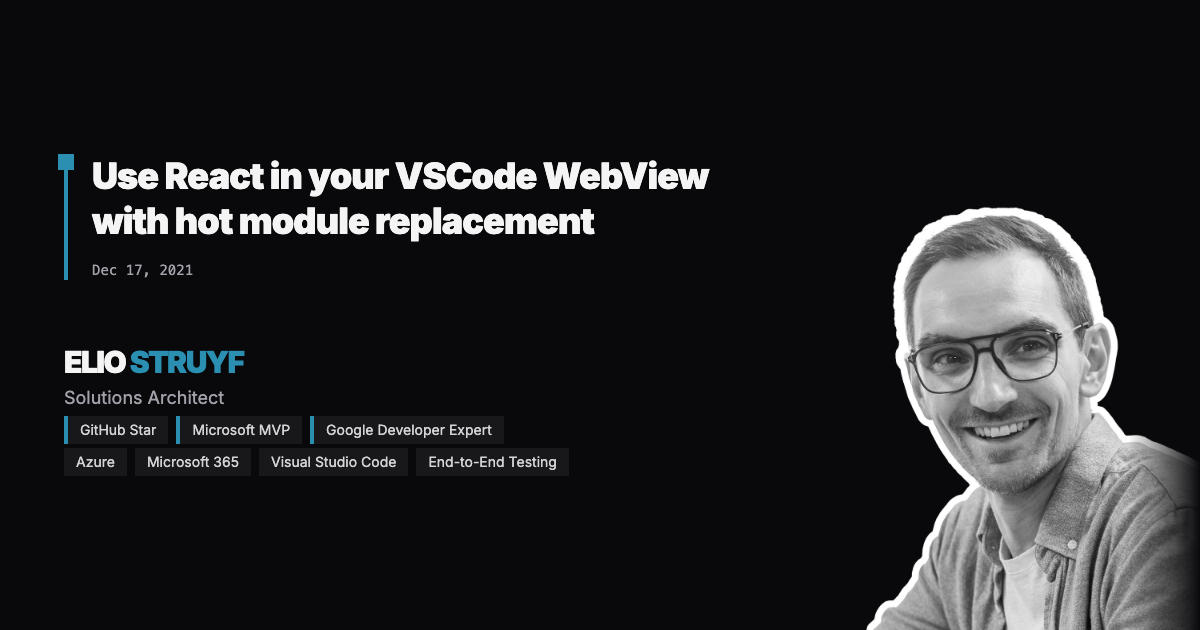 Use React in your VSCode WebView
with hot module replacement
Dec 17, 2021
ELIO STRUYF
Solutions Architect
GitHub Star Microsoft MVP Google Developer Expert
Azure Microsoft 365 Visual Studio Code End-to-End Testing